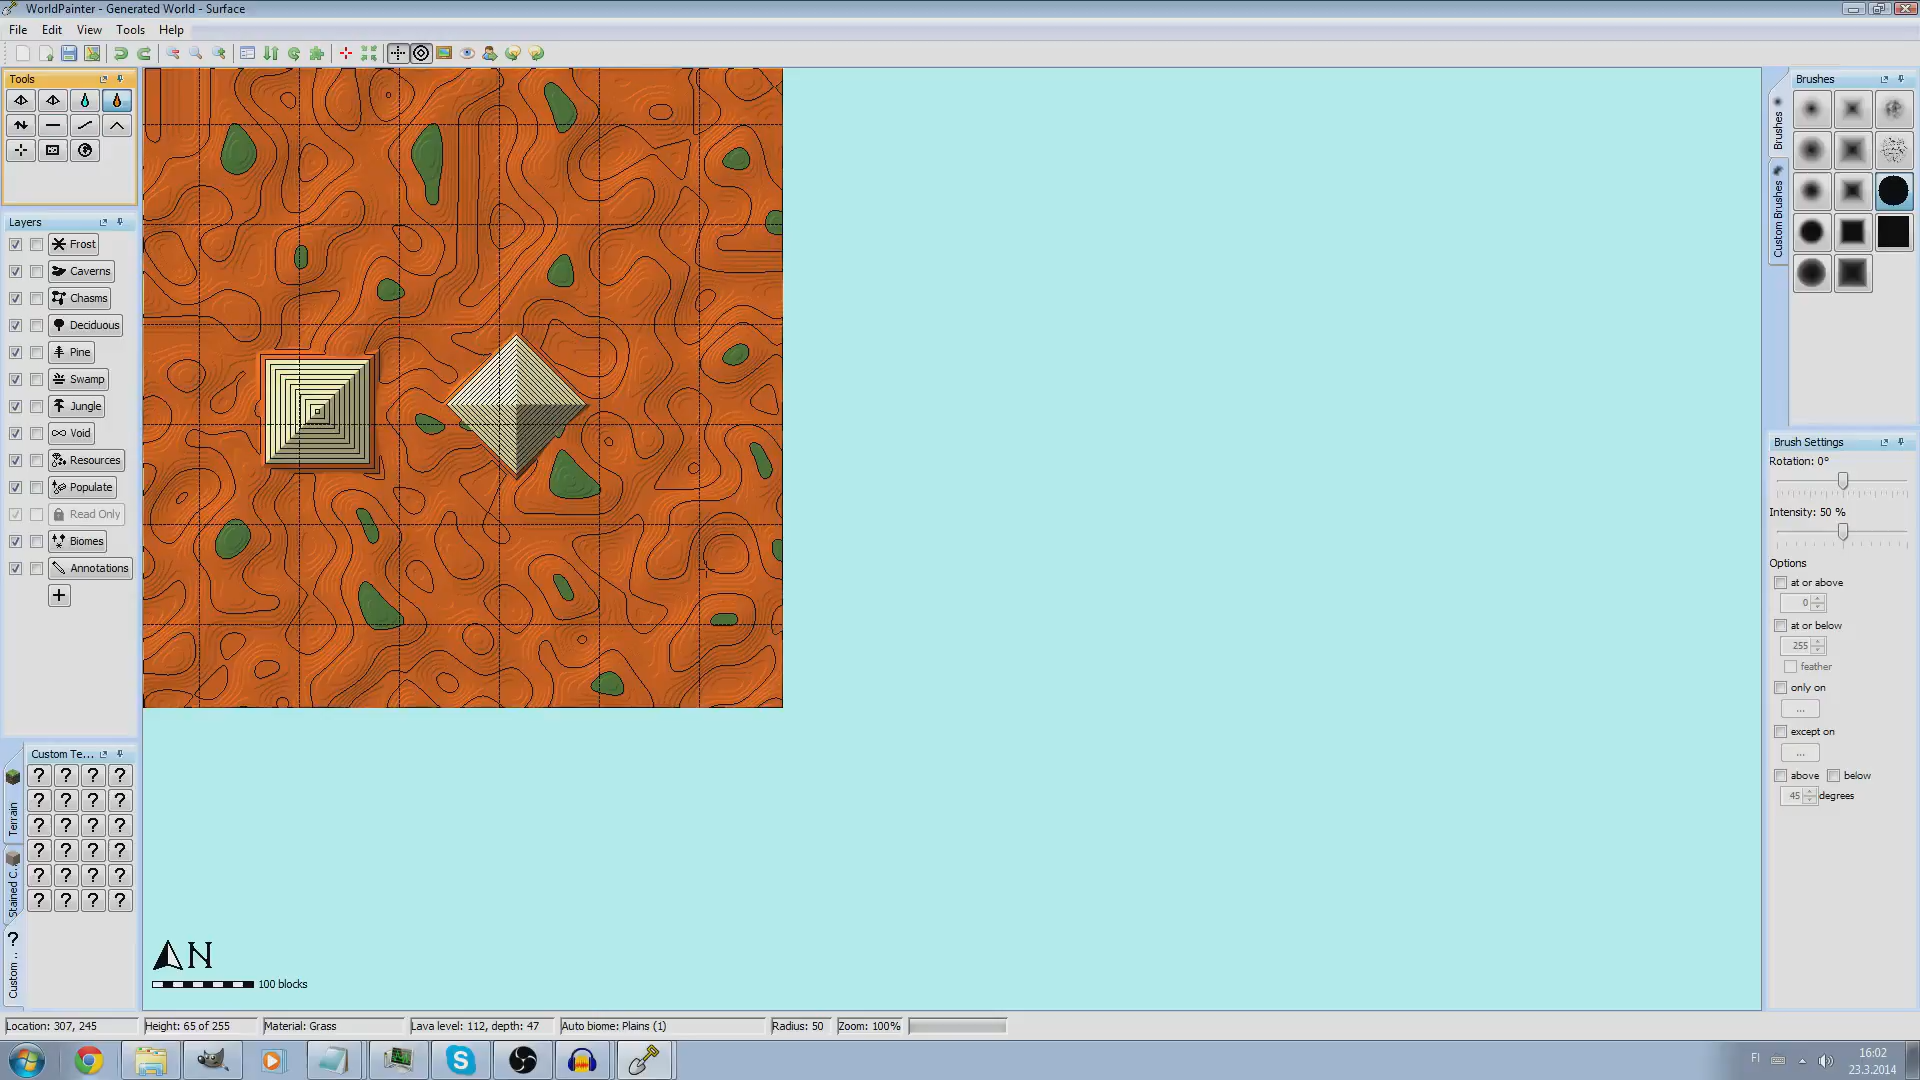 WorldPainter - Generated World - Surface
File Edit View Tools Help
Tools
Layers
Frost
Caverns
Chasms
Deciduous
Pine
Swamp
Jungle
Void
Resources
Populate
Read Only
Biomes
Annotations
Custom Te...
? ? ? ?
? ? ? ?
? ? ? ?
? ? ? ?
? ? ? ?
? ? ? ?
Terrain
Stained C...
?
Custom ...
N
100 blocks
Brushes
Brushes
Custom Brushes
Brush Settings
Rotation: 0°
Intensity: 50 %
Options
at or above
0
at or below
255
feather
only on
...
except on
...
above below
45 degrees
Location: 307, 245 Height: 65 of 255 Material: Grass Lava level: 112, depth: 47 Auto biome: Plains (1) Radius: 50 Zoom: 100%
FI
16:02
23.3.2014